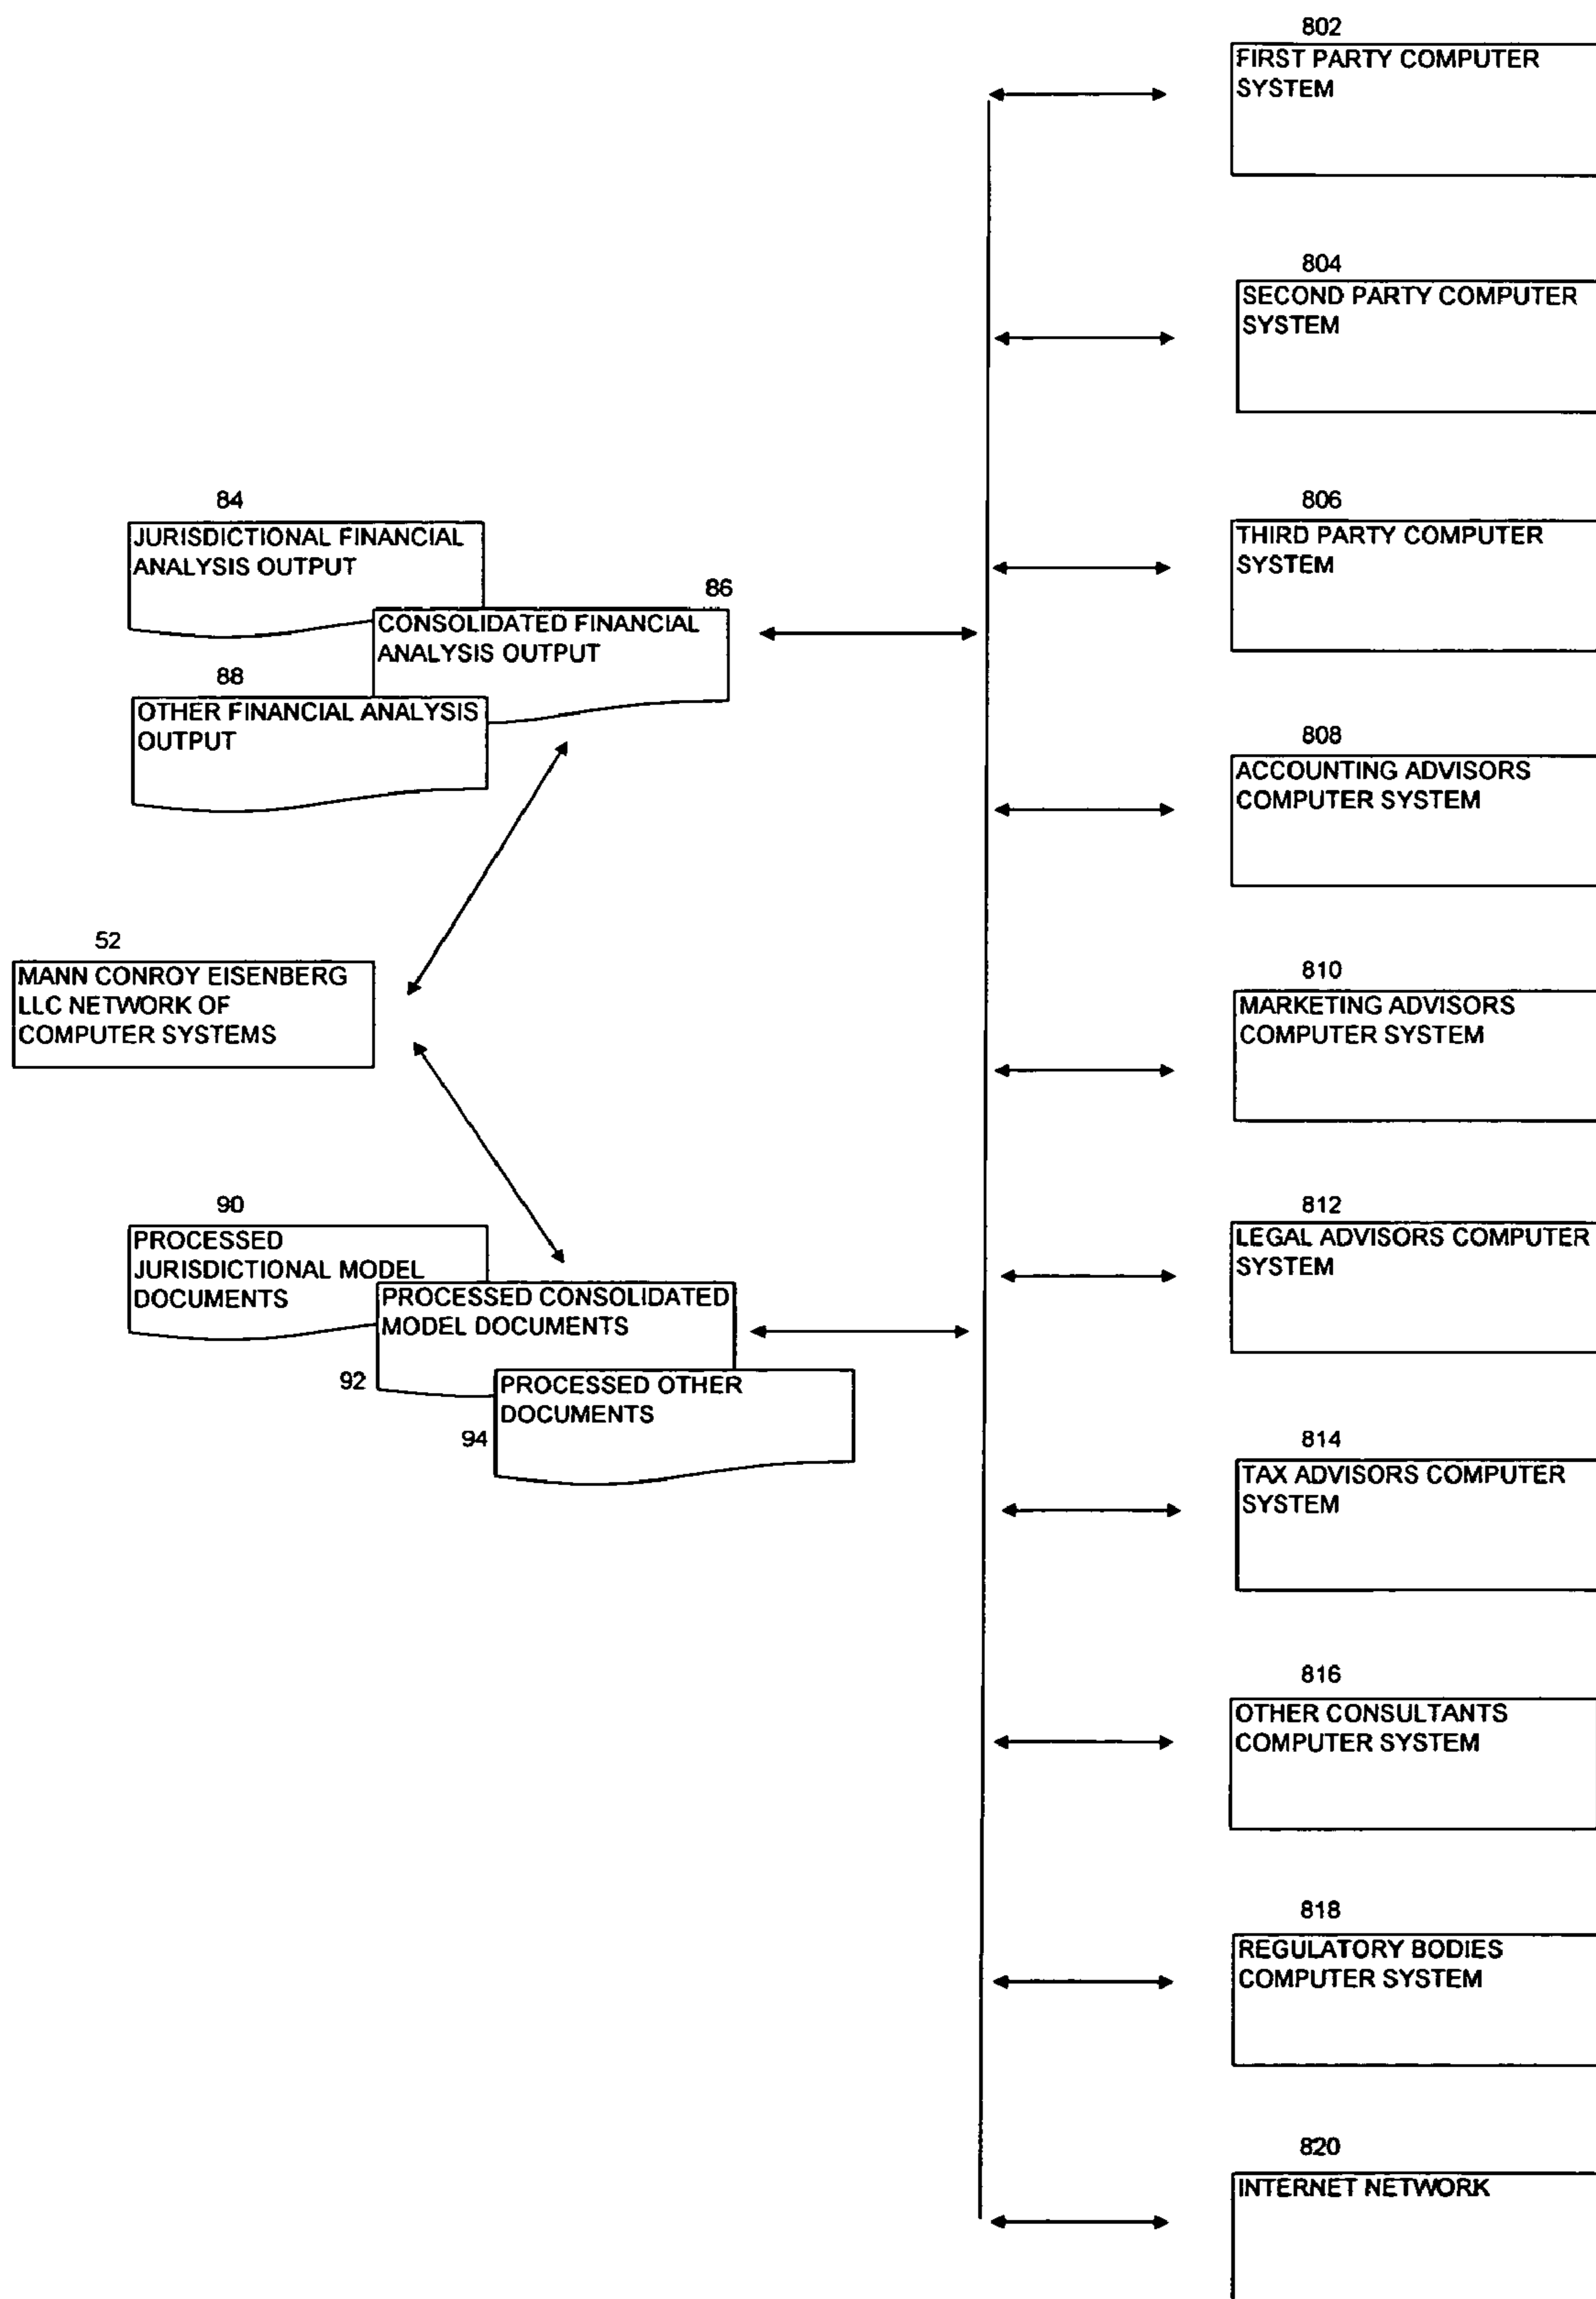 802
FIRST PARTY COMPUTER
SYSTEM
804
SECOND PARTY COMPUTER
SYSTEM
84
JURISDICTIONAL FINANCIAL
ANALYSIS OUTPUT
86
CONSOLIDATED FINANCIAL
ANALYSIS OUTPUT
88
OTHER FINANCIAL ANALYSIS
OUTPUT
806
THIRD PARTY COMPUTER
SYSTEM
808
ACCOUNTING ADVISORS
COMPUTER SYSTEM
52
MANN CONROY EISENBERG
LLC NETWORK OF
COMPUTER SYSTEMS
810
MARKETING ADVISORS
COMPUTER SYSTEM
90
PROCESSED
JURISDICTIONAL MODEL
DOCUMENTS
PROCESSED CONSOLIDATED
MODEL DOCUMENTS
92
PROCESSED OTHER
DOCUMENTS
94
812
LEGAL ADVISORS COMPUTER
SYSTEM
814
TAX ADVISORS COMPUTER
SYSTEM
816
OTHER CONSULTANTS
COMPUTER SYSTEM
818
REGULATORY BODIES
COMPUTER SYSTEM
820
INTERNET NETWORK